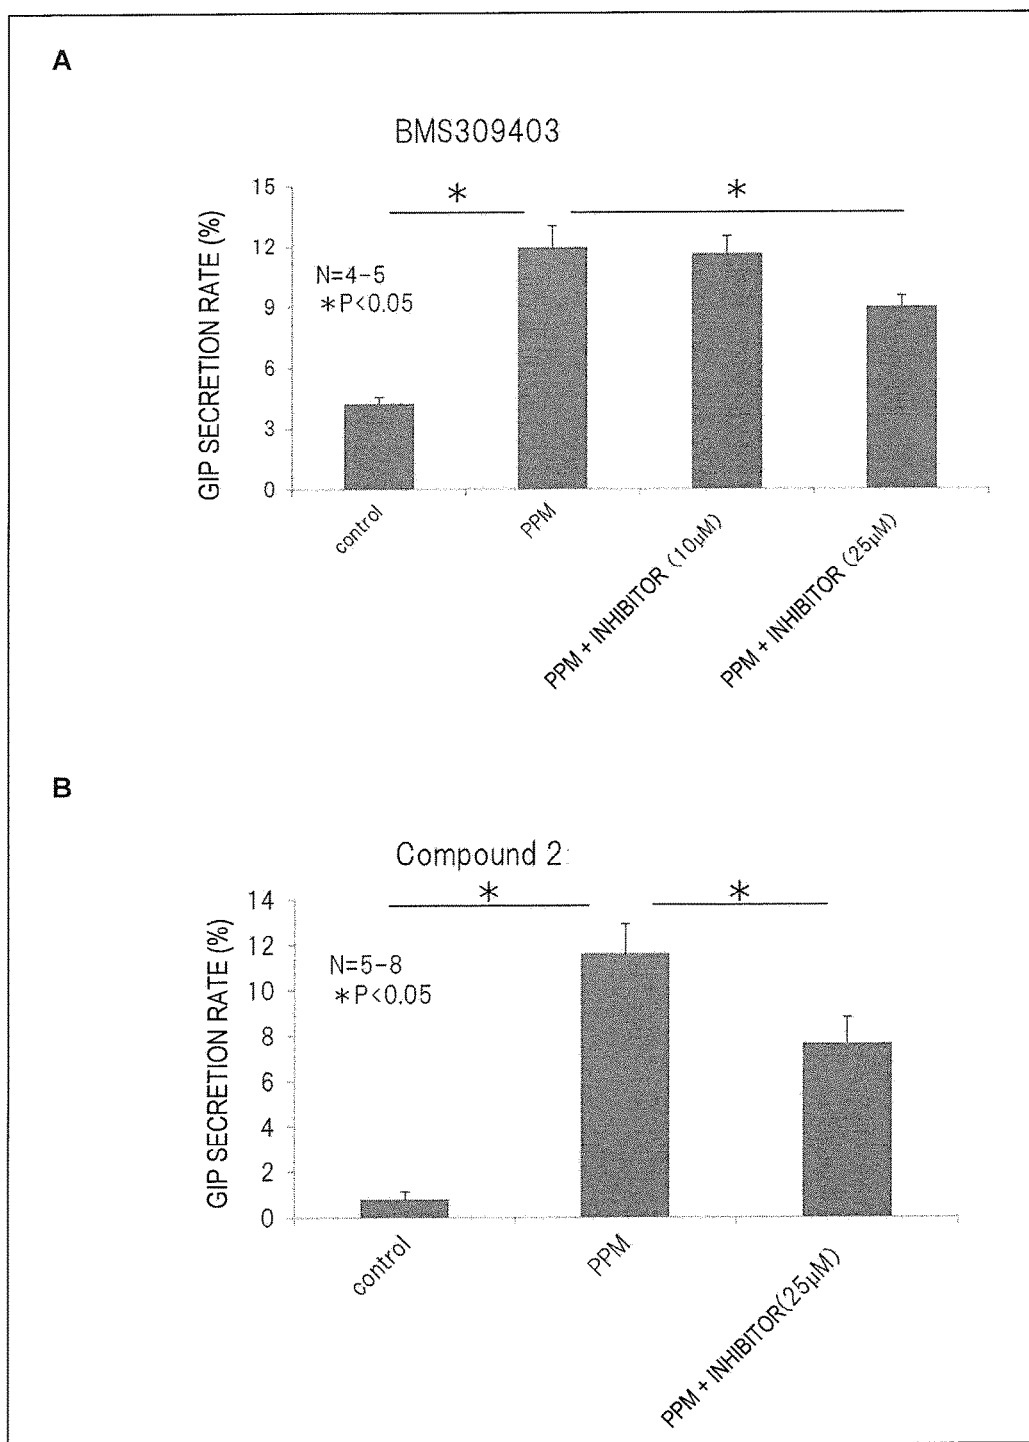 A
BMS309403
*
*
GIP SECRETION RATE (%)
15
12
9
6
3
0
N=4-5
*P<0.05
control
PPM
PPM + INHIBITOR (10μM)
PPM + INHIBITOR (25μM)
B
Compound 2
*
*
GIP SECRETION RATE (%)
14
12
10
8
6
4
2
0
N=5-8
*P<0.05
control
PPM
PPM + INHIBITOR(25μM)